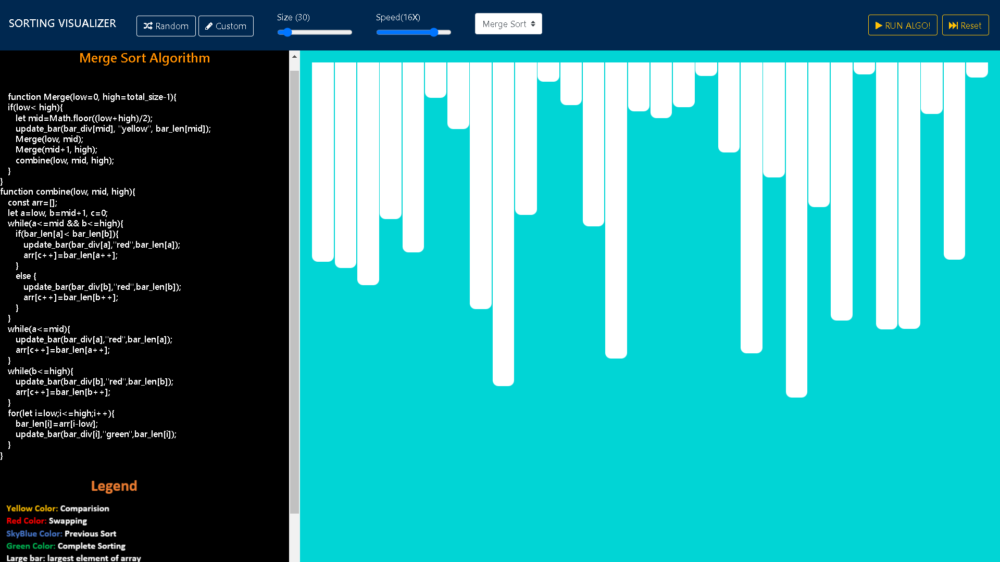 SORTING VISUALIZER
Random
Custom
Size (30)
Speed(16X)
Merge Sort
RUN ALGO!
Reset
Merge Sort Algorithm
function Merge(low=0, high=total_size-1){
if(low< high){
let mid=Math.floor((low+high)/2);
update_bar(bar_div[mid], "yellow", bar_len[mid]);
Merge(low, mid);
Merge(mid+1, high);
combine(low, mid, high);
}
}
function combine(low, mid, high){
const arr=[];
let a=low, b=mid+1, c=0;
while(a<=mid && b<=high){
if(bar_len[a]< bar_len[b]){
update_bar(bar_div[a],"red",bar_len[a]);
arr[c++]=bar_len[a++];
}
else {
update_bar(bar_div[b],"red",bar_len[b]);
arr[c++]=bar_len[b++];
}
}
while(a<=mid){
update_bar(bar_div[a],"red",bar_len[a]);
arr[c++]=bar_len[a++];
}
while(b<=high){
update_bar(bar_div[b],"red",bar_len[b]);
arr[c++]=bar_len[b++];
}
for(let i=low;i<=high;i++){
bar_len[i]=arr[i-low];
update_bar(bar_div[i],"green",bar_len[i]);
}
}
Legend
Yellow Color: Comparision
Red Color: Swapping
SkyBlue Color: Previous Sort
Green Color: Complete Sorting
Large bar: largest element of array